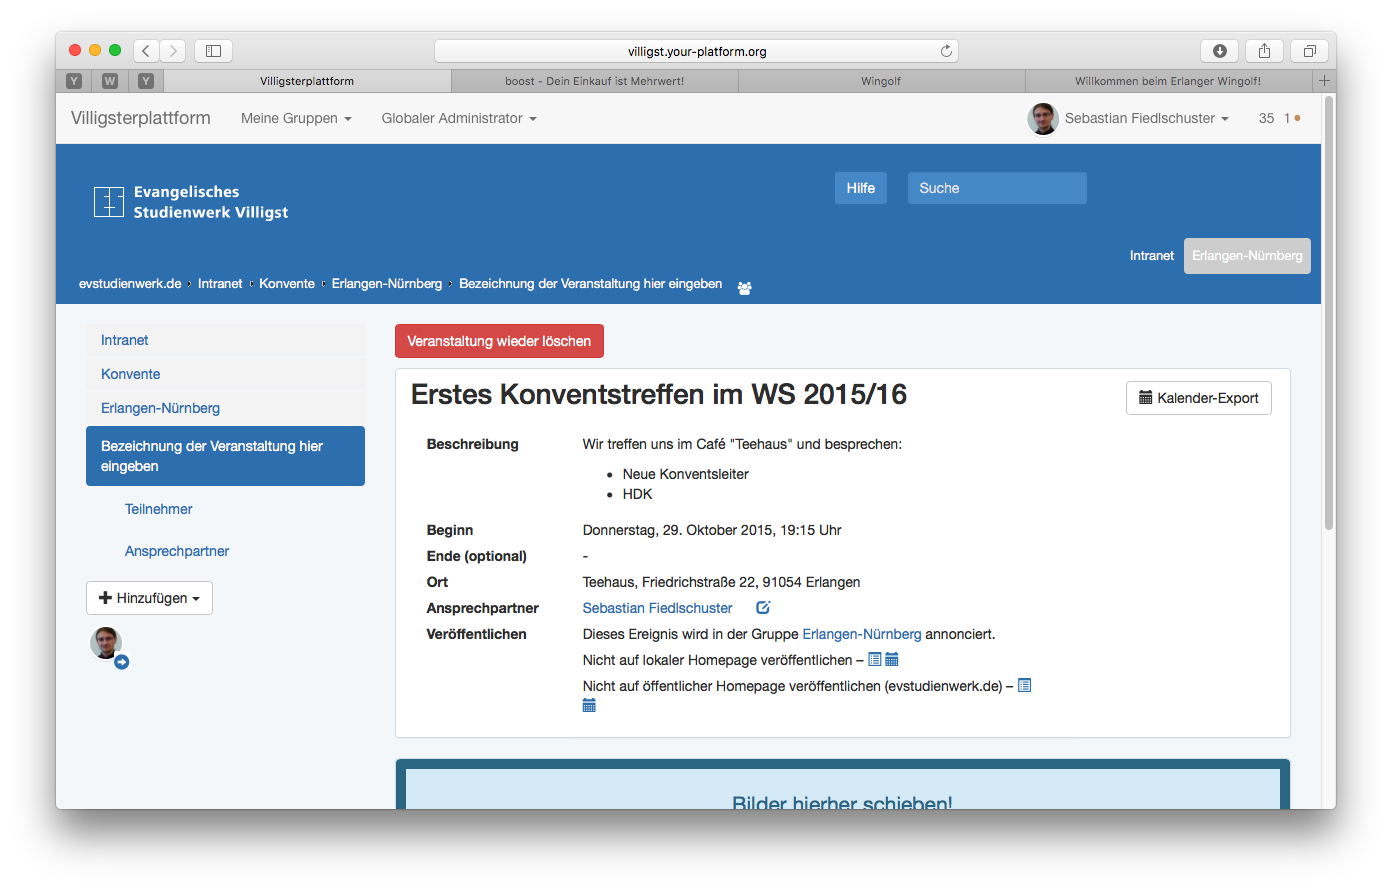 villigst.your-platform.org
Y W Y Villigsterplattform boost - Dein Einkauf ist Mehrwert! Wingolf Willkommen beim Erlanger Wingolf! +
Villigsterplattform Meine Gruppen Globaler Administrator Sebastian Fiedlschuster 35 1
Evangelisches
Studienwerk Villigst
Hilfe Suche
Intranet Erlangen-Nürnberg
evstudienwerk.de › Intranet › Konvente › Erlangen-Nürnberg › Bezeichnung der Veranstaltung hier eingeben
Intranet
Konvente
Erlangen-Nürnberg
Bezeichnung der Veranstaltung hier
eingeben
Teilnehmer
Ansprechpartner
Hinzufügen
Veranstaltung wieder löschen
Erstes Konventstreffen im WS 2015/16
Kalender-Export
Beschreibung Wir treffen uns im Café "Teehaus" und besprechen:
• Neue Konventsleiter
• HDK
Beginn Donnerstag, 29. Oktober 2015, 19:15 Uhr
Ende (optional) -
Ort Teehaus, Friedrichstraße 22, 91054 Erlangen
Ansprechpartner Sebastian Fiedlschuster
Veröffentlichen Dieses Ereignis wird in der Gruppe Erlangen-Nürnberg annonciert.
Nicht auf lokaler Homepage veröffentlichen –
Nicht auf öffentlicher Homepage veröffentlichen (evstudienwerk.de) –
Bilder hierher schieben!